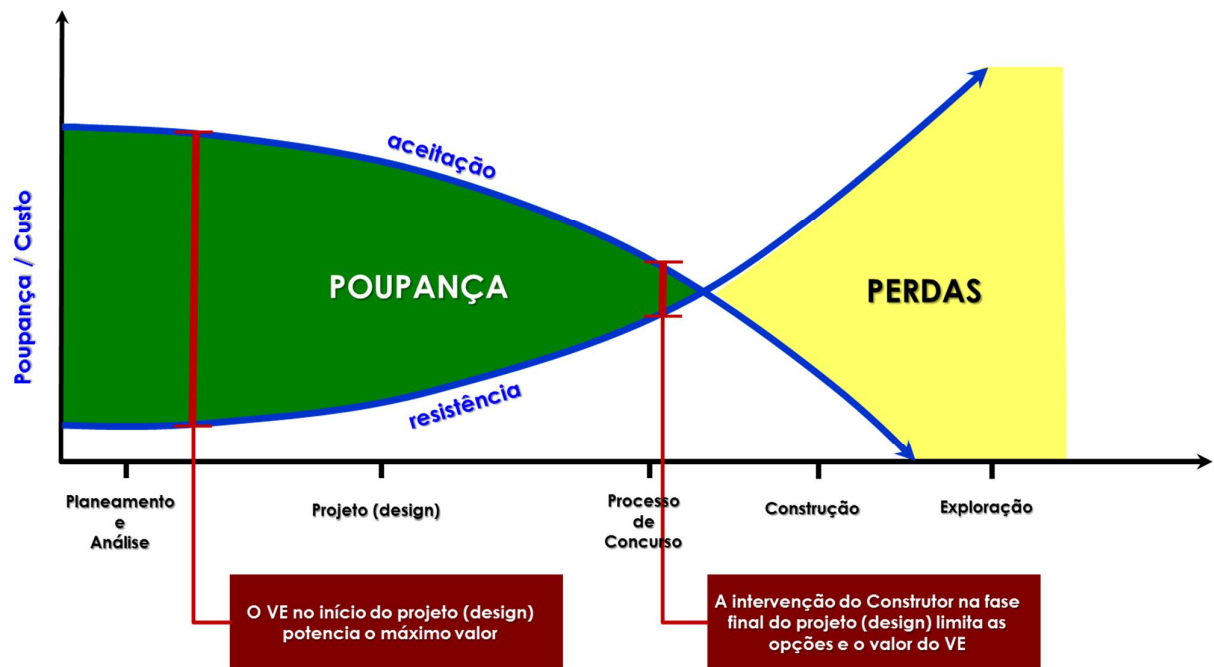 Poupança / Custo
aceitação
POUPANÇA
PERDAS
resistência
Planeamento
e
Análise
Projeto (design)
Processo
de
Concurso
Construção
Exploração
O VE no início do projeto (design)
potencia o máximo valor
A intervenção do Construtor na fase
final do projeto (design) limita as
opções e o valor do VE